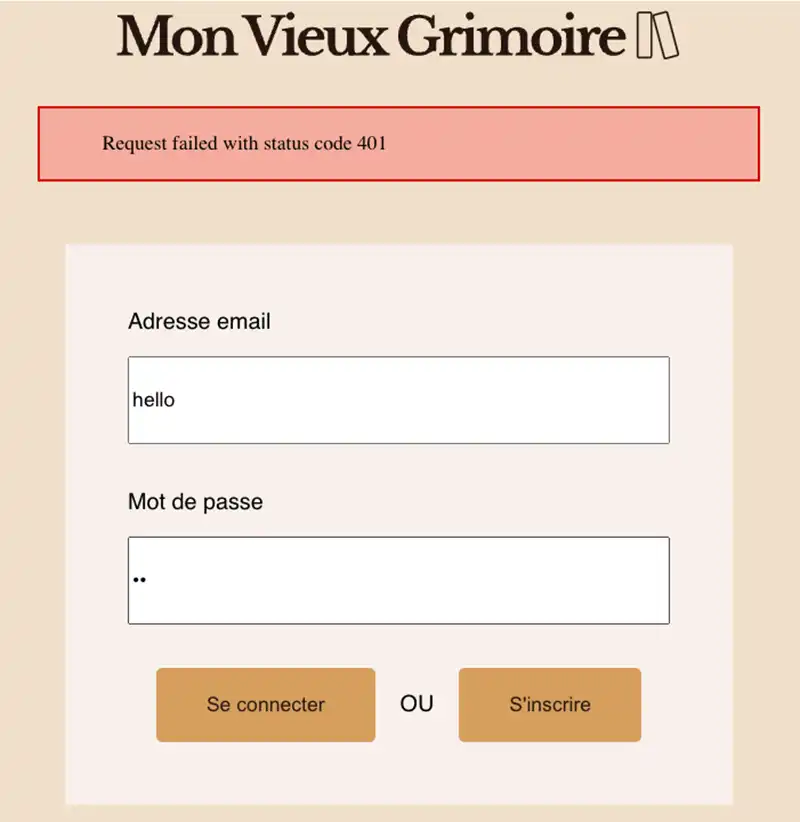 Mon Vieux Grimoire
Request failed with status code 401
Adresse email
hello
Mot de passe
••
Se connecter OU S'inscrire